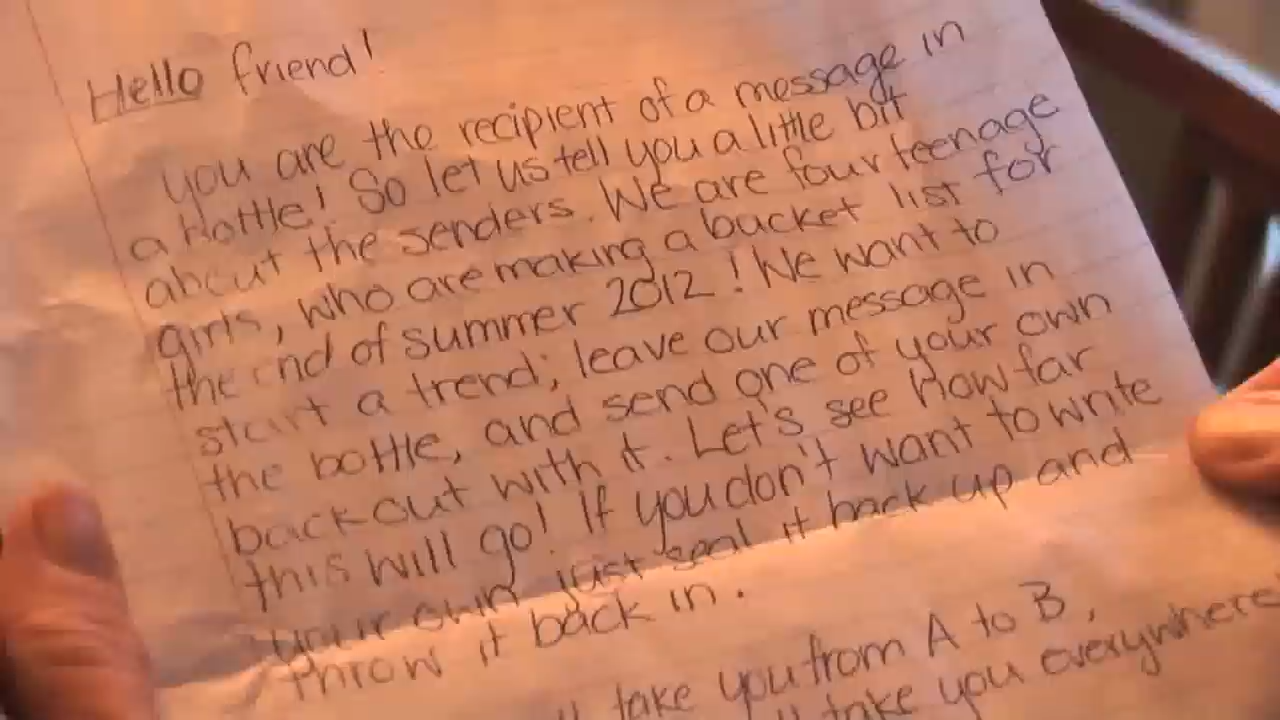 Hello friend!
you are the recipient of a message in
a Hottle! So let us tell you a little bit
about the senders. We are four teenage
girls, who are making a bucket list for
the end of summer 2012! We want to
start a trend; leave our message in
the bottle, and send one of your own
back out with it. Let's see how far
this will go! If you don't want to write
your own just seal it back up and
throw it back in.
take you from A to B,
take you everywhere